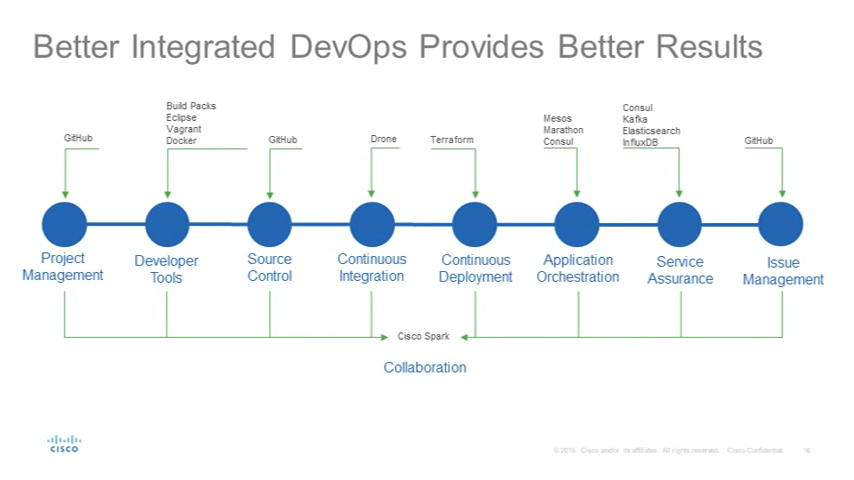 Better Integrated DevOps Provides Better Results
GitHub
Build Packs
Eclipse
Vagrant
Docker
GitHub
Drone
Terraform
Mesos
Marathon
Consul
Consul
Kafka
Elasticsearch
InfluxDB
GitHub
Project
Management
Developer
Tools
Source
Control
Continuous
Integration
Continuous
Deployment
Application
Orchestration
Service
Assurance
Issue
Management
Cisco Spark
Collaboration
CISCO
© 2015 Cisco and/or its affiliates. All rights reserved. Cisco Confidential 16